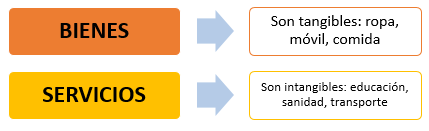 BIENES
Son tangibles: ropa,
móvil, comida
SERVICIOS
Son intangibles: educación,
sanidad, transporte